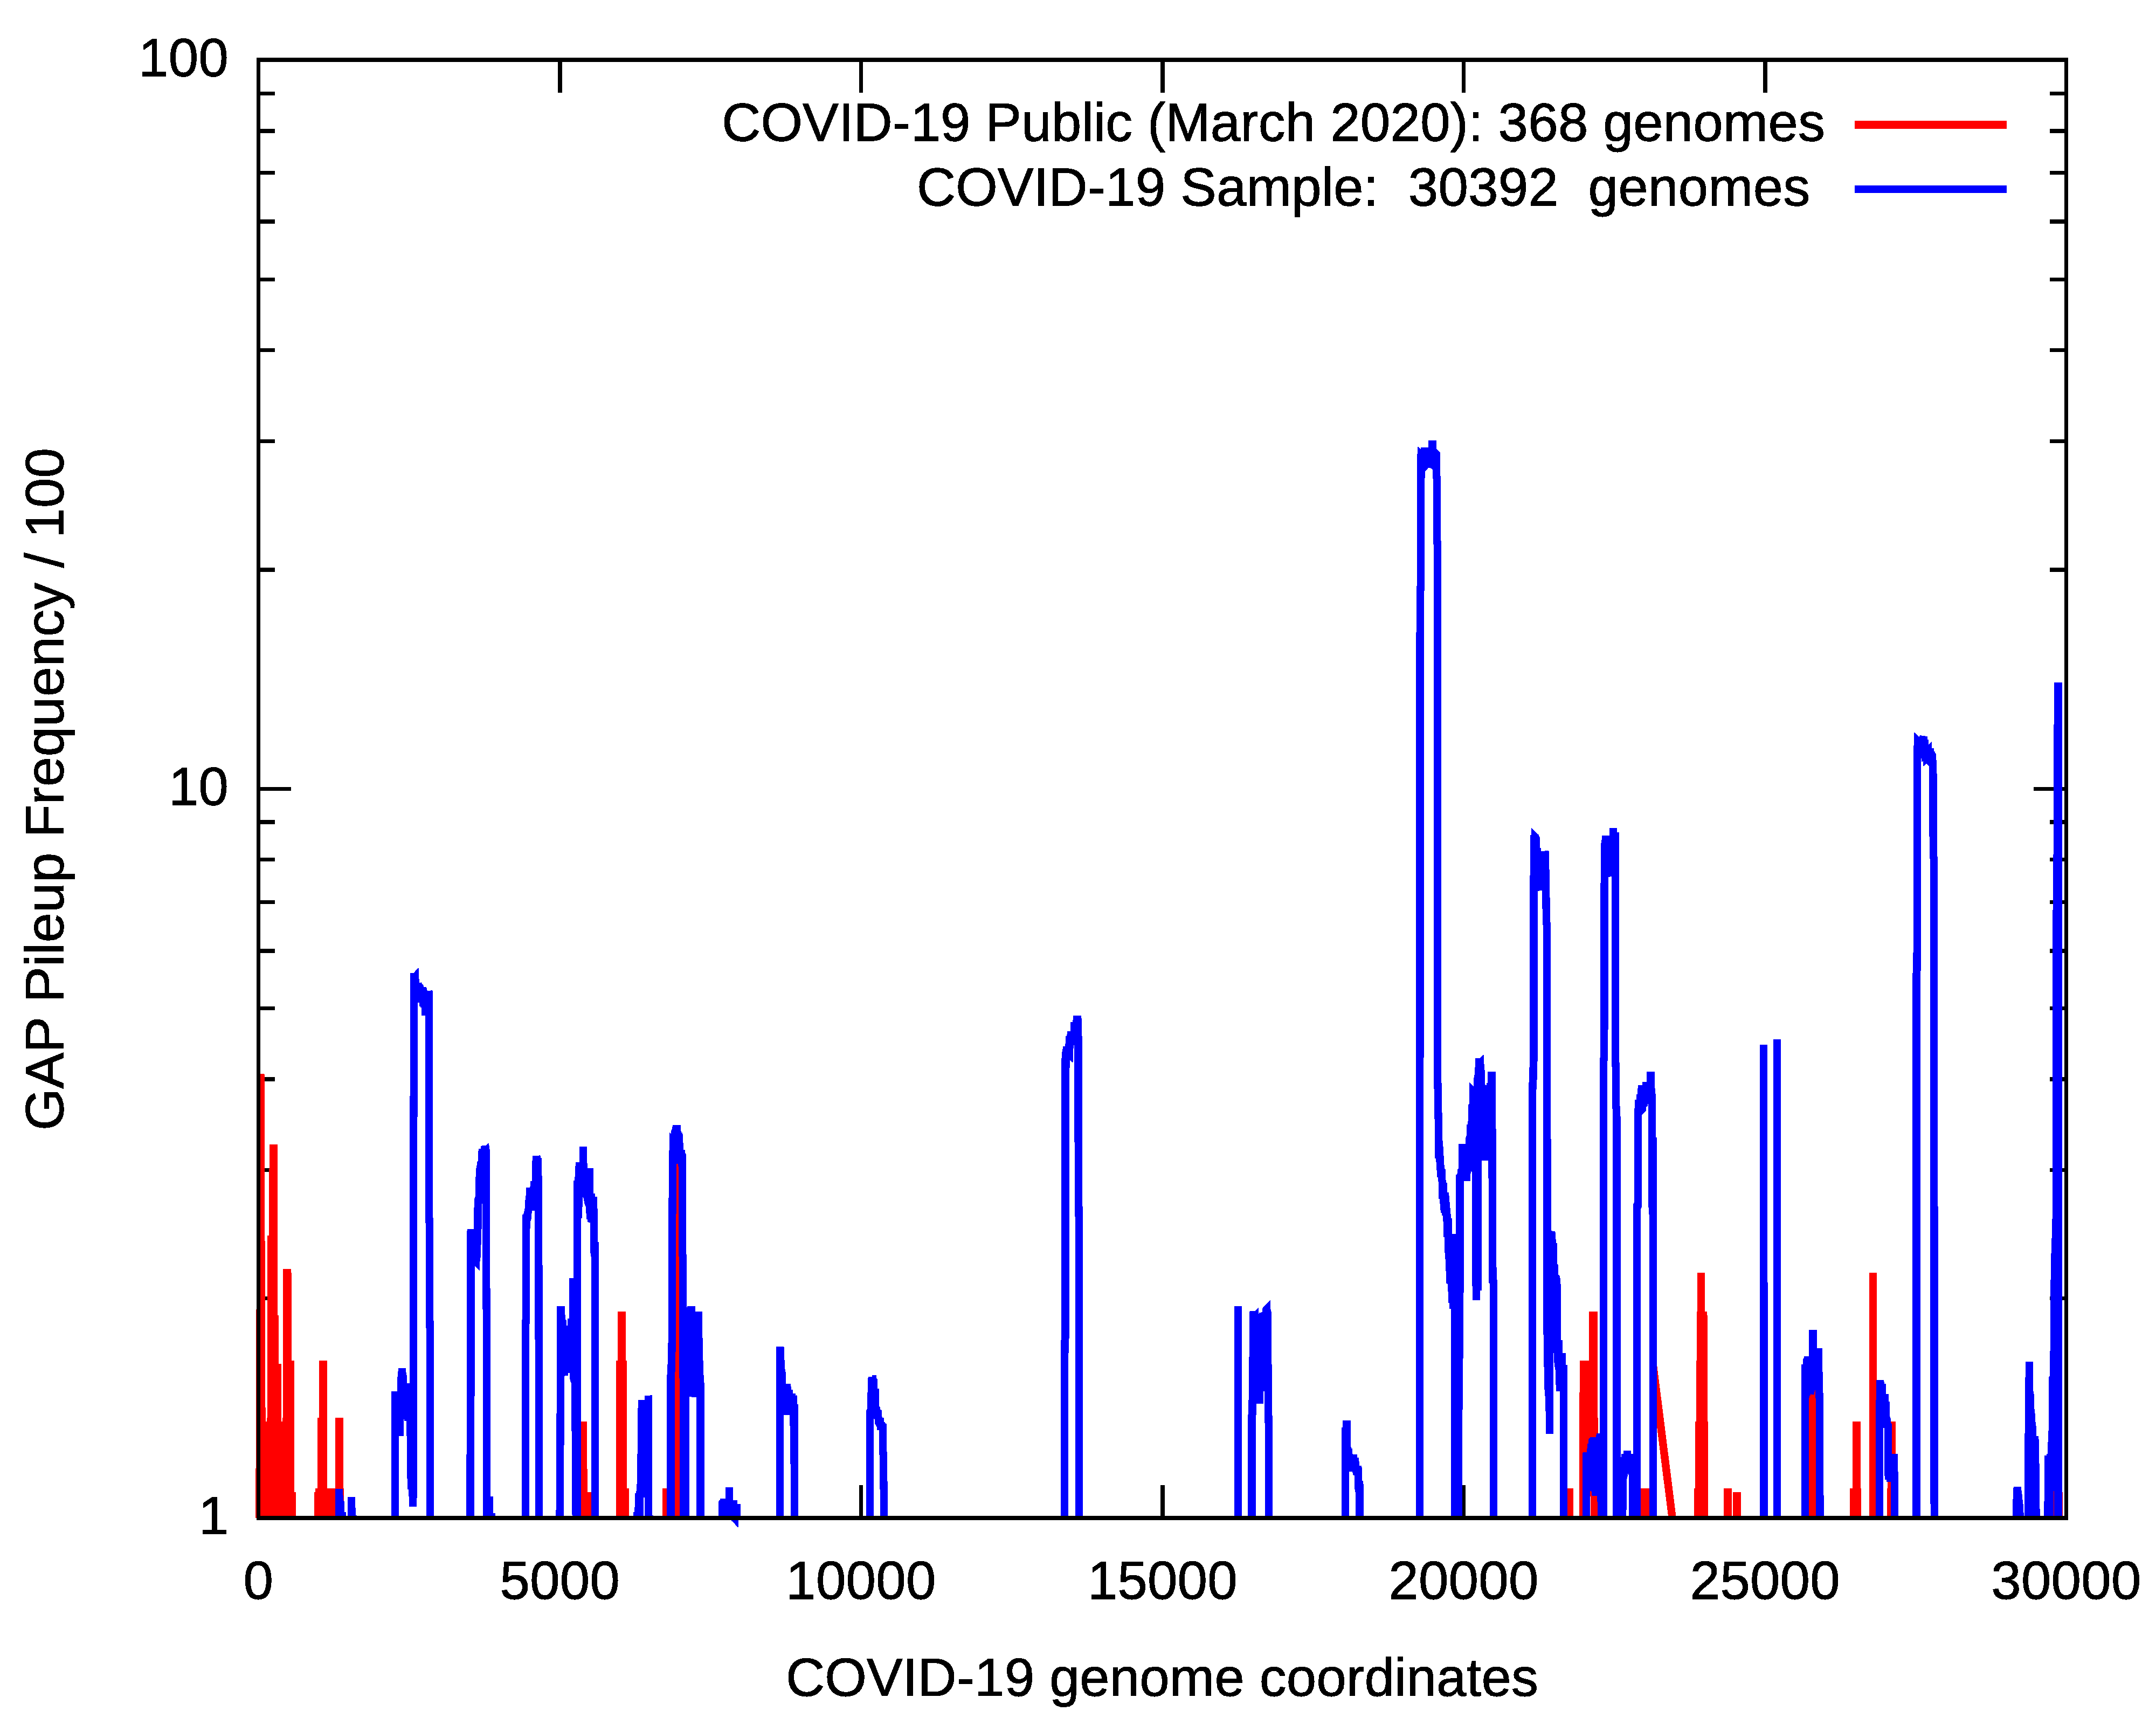 100
COVID-19 Public (March 2020): 368 genomes
COVID-19 Sample: 30392 genomes
GAP Pileup Frequency / 100
10
1
0 5000 10000 15000 20000 25000 30000
COVID-19 genome coordinates